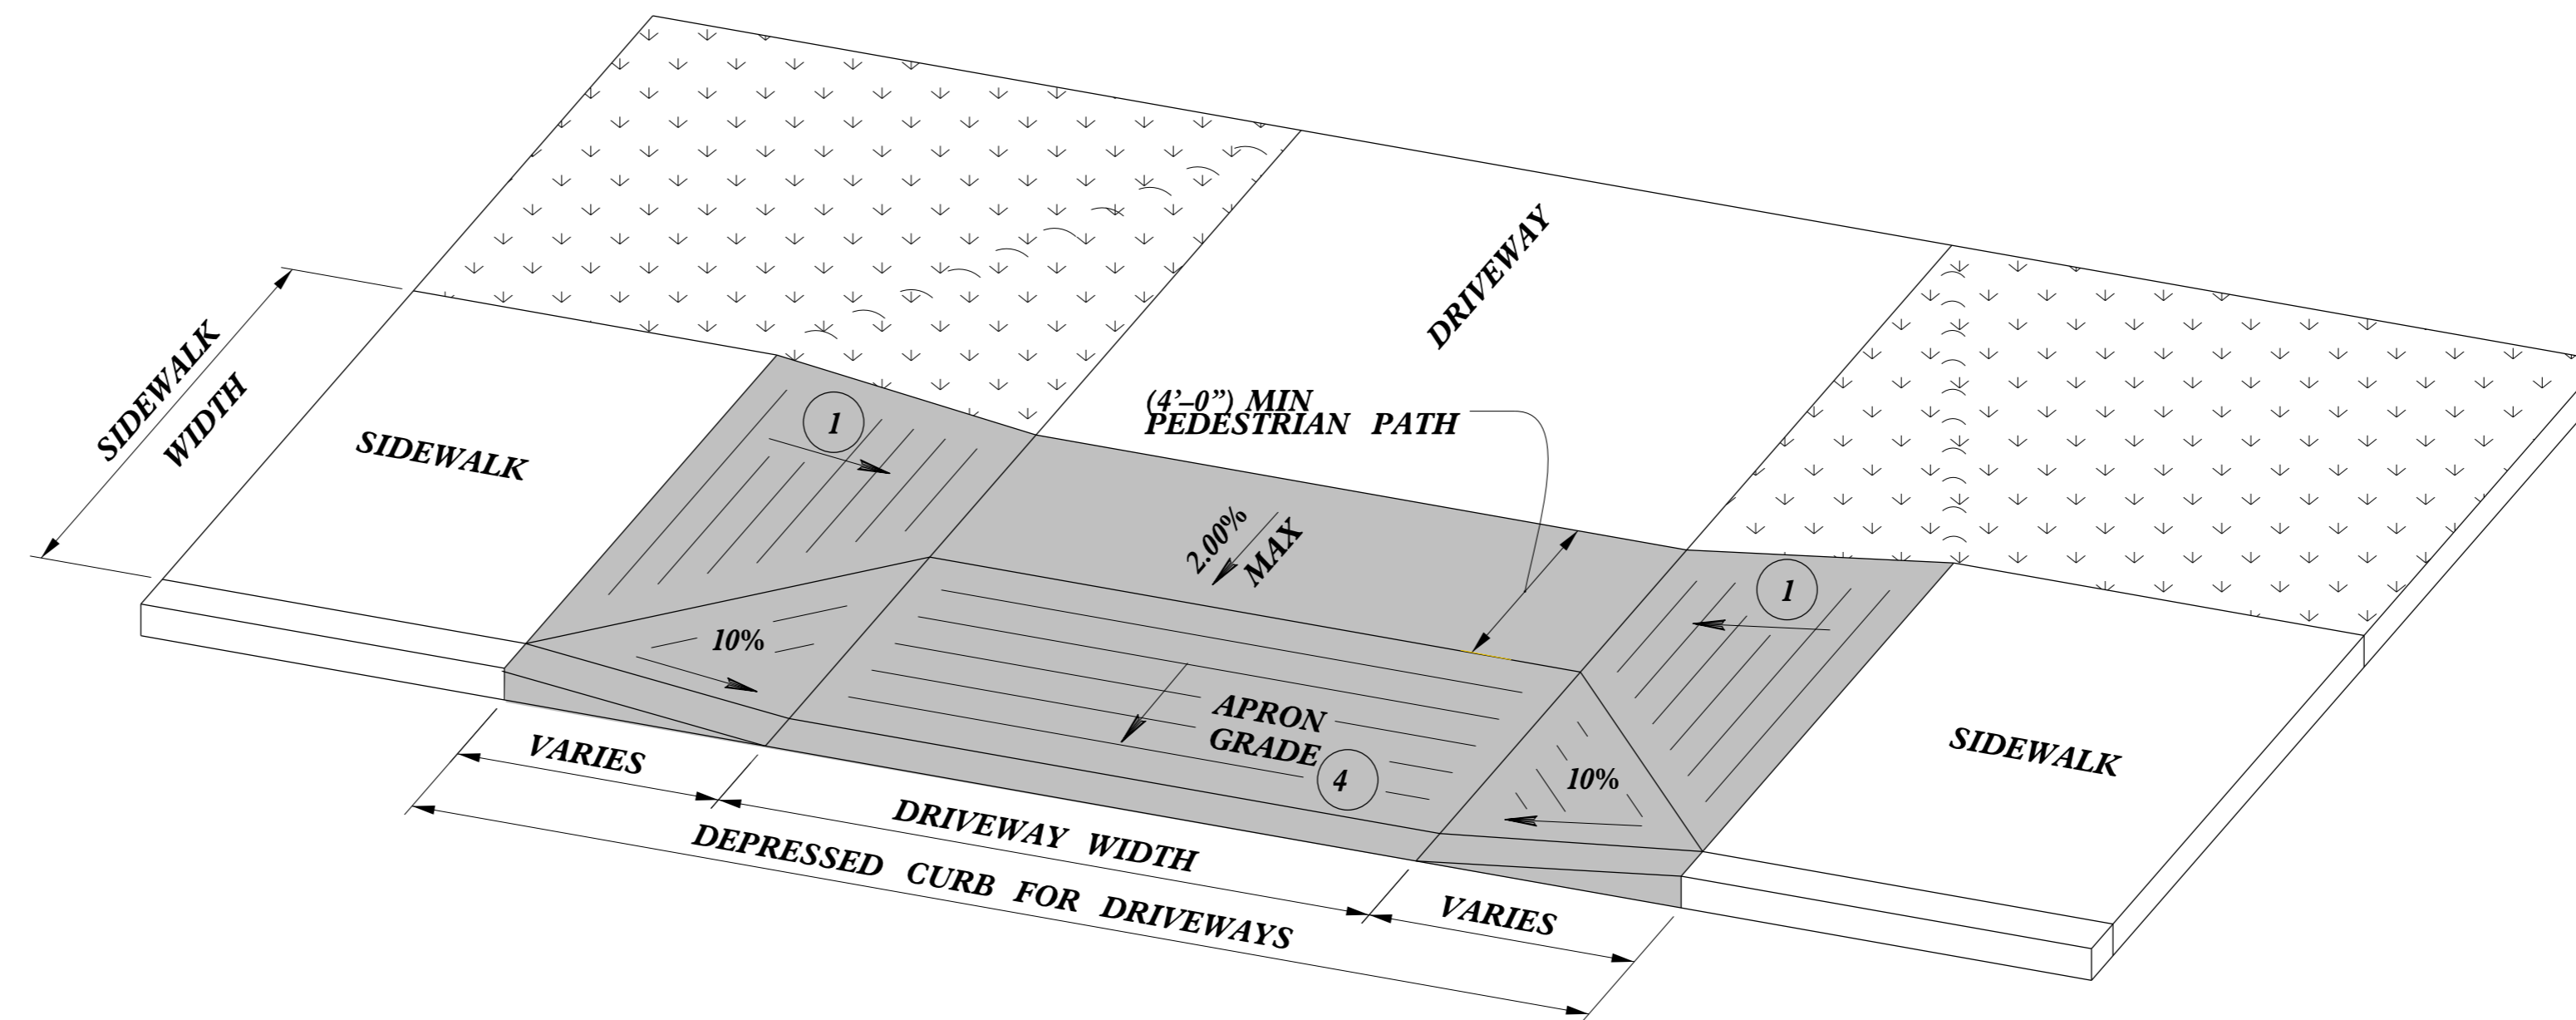 DRIVEWAY
SIDEWALK
WIDTH
(4’–0”) MIN
PEDESTRIAN PATH
1
SIDEWALK
2.00%
MAX
1
10%
APRON
GRADE
4
10%
SIDEWALK
VARIES
DRIVEWAY WIDTH
VARIES
DEPRESSED CURB FOR DRIVEWAYS